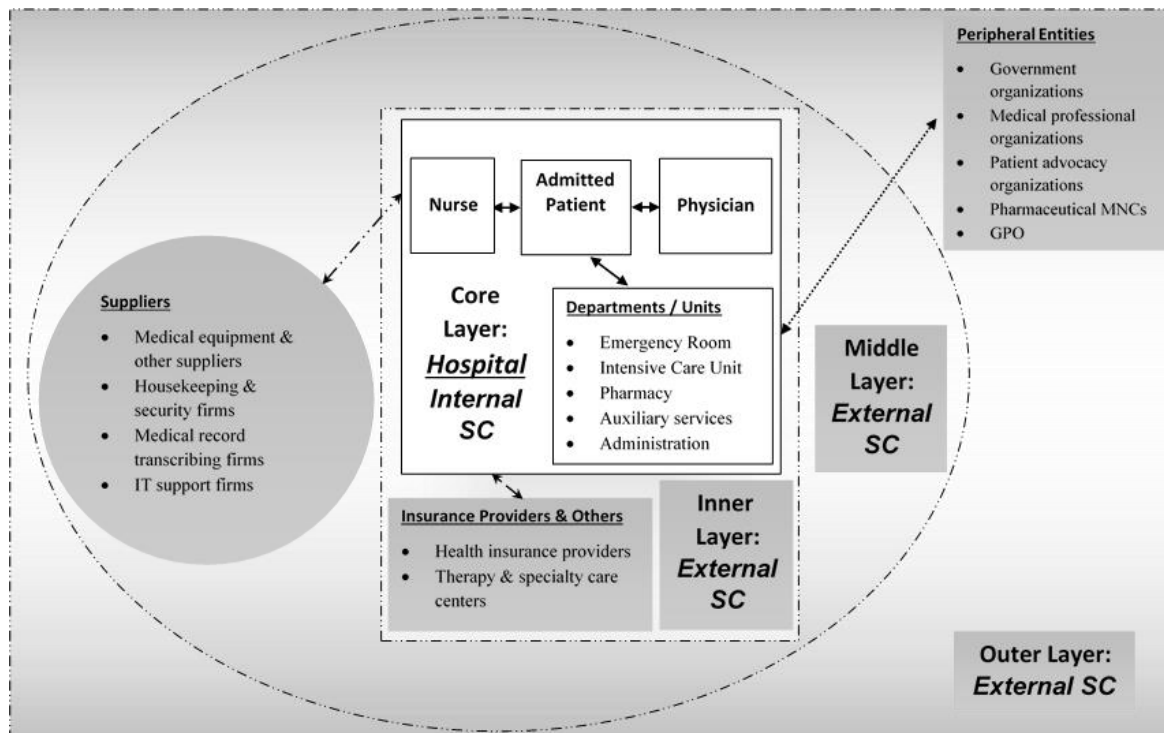 Peripheral Entities
• Government
organizations
• Medical professional
organizations
• Patient advocacy
organizations
• Pharmaceutical MNCs
• GPO
Nurse
Admitted
Patient
Physician
Core
Layer:
Hospital
Internal
SC
Departments / Units
• Emergency Room
• Intensive Care Unit
• Pharmacy
• Auxiliary services
• Administration
Suppliers
• Medical equipment &
other suppliers
• Housekeeping &
security firms
• Medical record
transcribing firms
• IT support firms
Middle
Layer:
External
SC
Insurance Providers & Others
• Health insurance providers
• Therapy & specialty care
centers
Inner
Layer:
External
SC
Outer Layer:
External SC